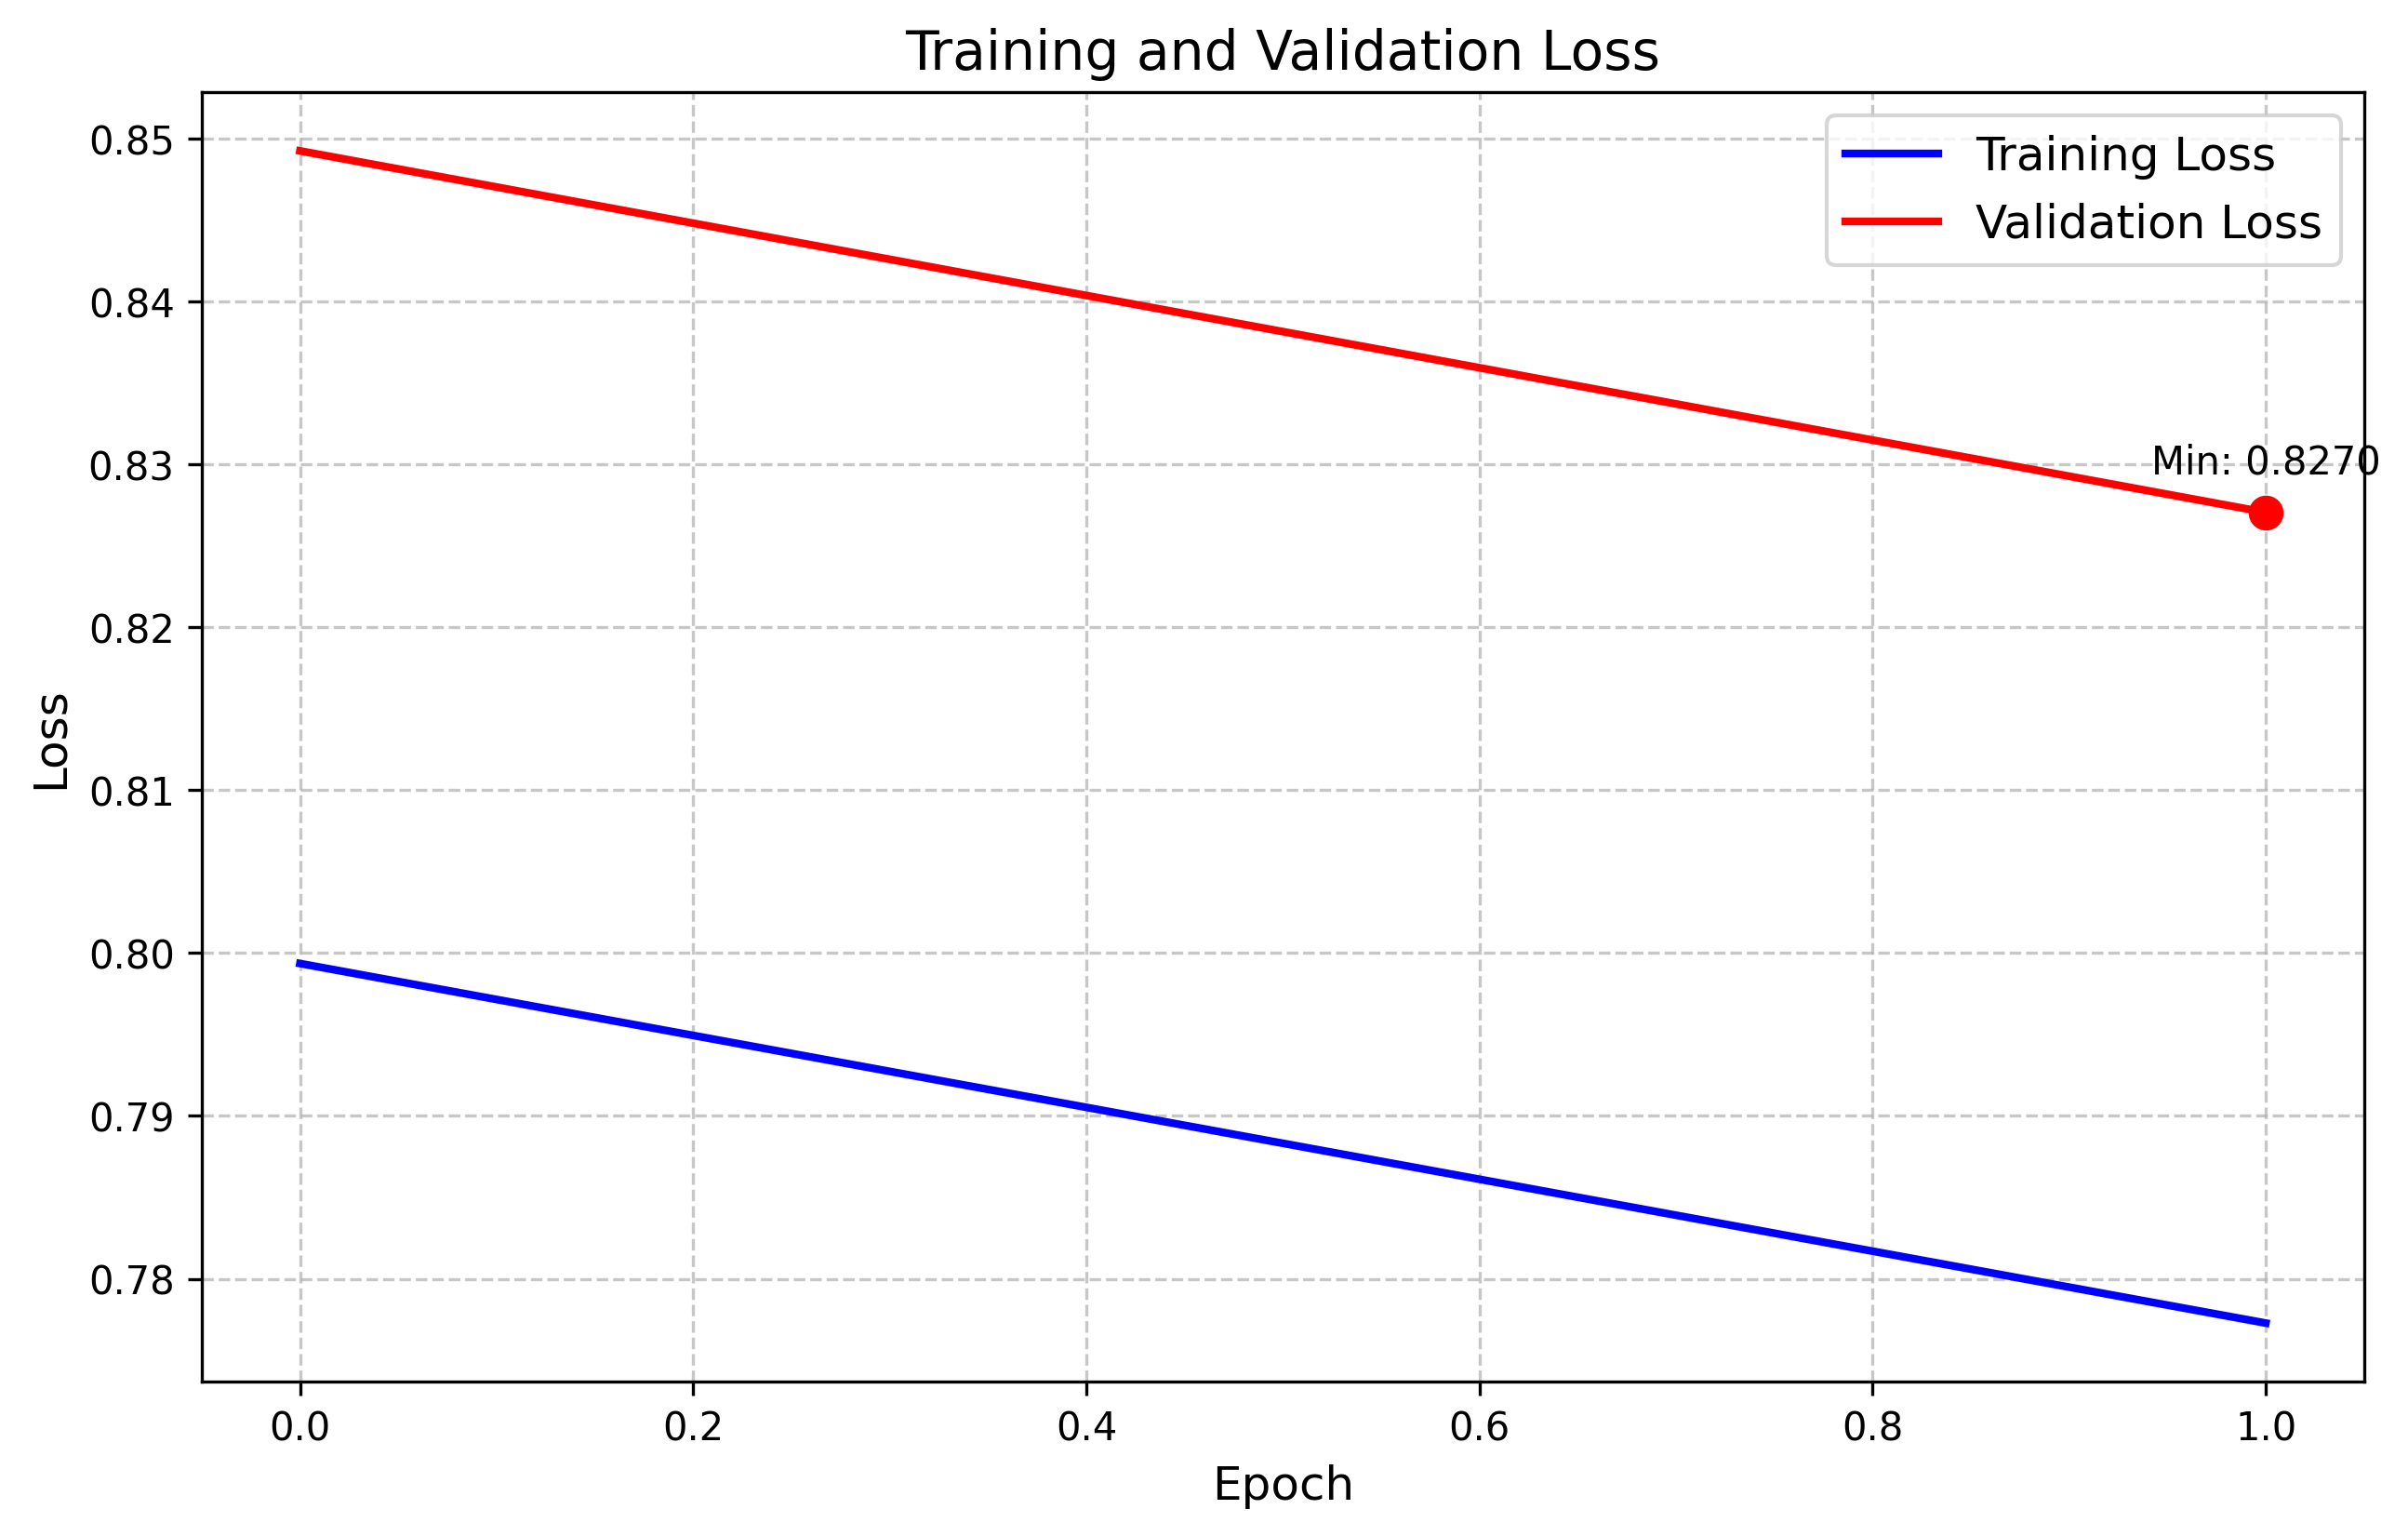 Training and Validation Loss
Training Loss
Validation Loss
0.85
0.84
0.83
0.82
0.81
0.80
0.79
0.78
Loss
Min: 0.8270
0.0 0.2 0.4 0.6 0.8 1.0
Epoch